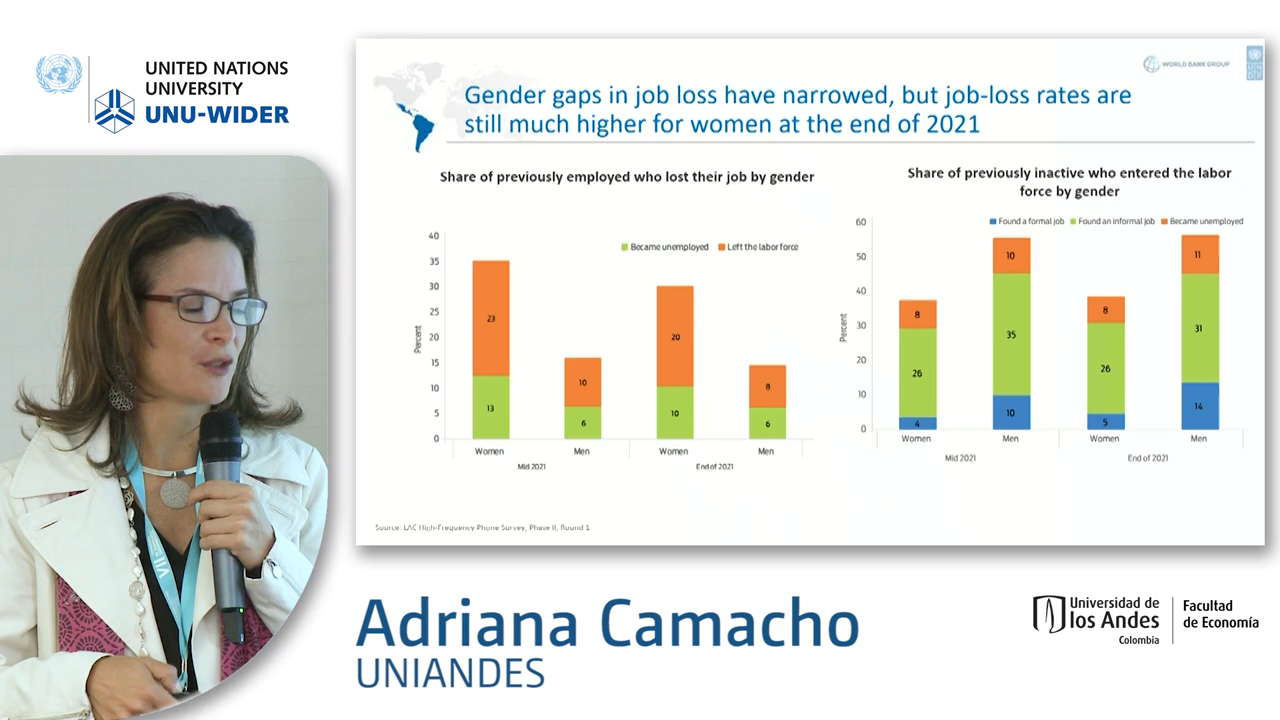 UNITED NATIONS
UNIVERSITY
UNU-WIDER
WORLD BANK GROUP
U N
D P
Gender gaps in job loss have narrowed, but job-loss rates are
still much higher for women at the end of 2021
Share of previously employed who lost their job by gender
Became unemployed
Left the labor force
40
35
30
25
20
15
10
5
0
Percent
23
13
10
6
20
10
8
6
Women
Men
Women
Men
Mid 2021
End of 2021
Share of previously inactive who entered the labor
force by gender
Found a formal job
Found an informal job
Became unemployed
60
50
40
30
20
10
0
Percent
8
26
4
10
35
10
8
26
5
11
31
14
Women
Men
Women
Men
Mid 2021
End of 2021
Source: LAC High-Frequency Phone Survey, Phase II, Round 1.
Adriana Camacho
UNIANDES
Universidad de
los Andes
Colombia
Facultad
de Economía